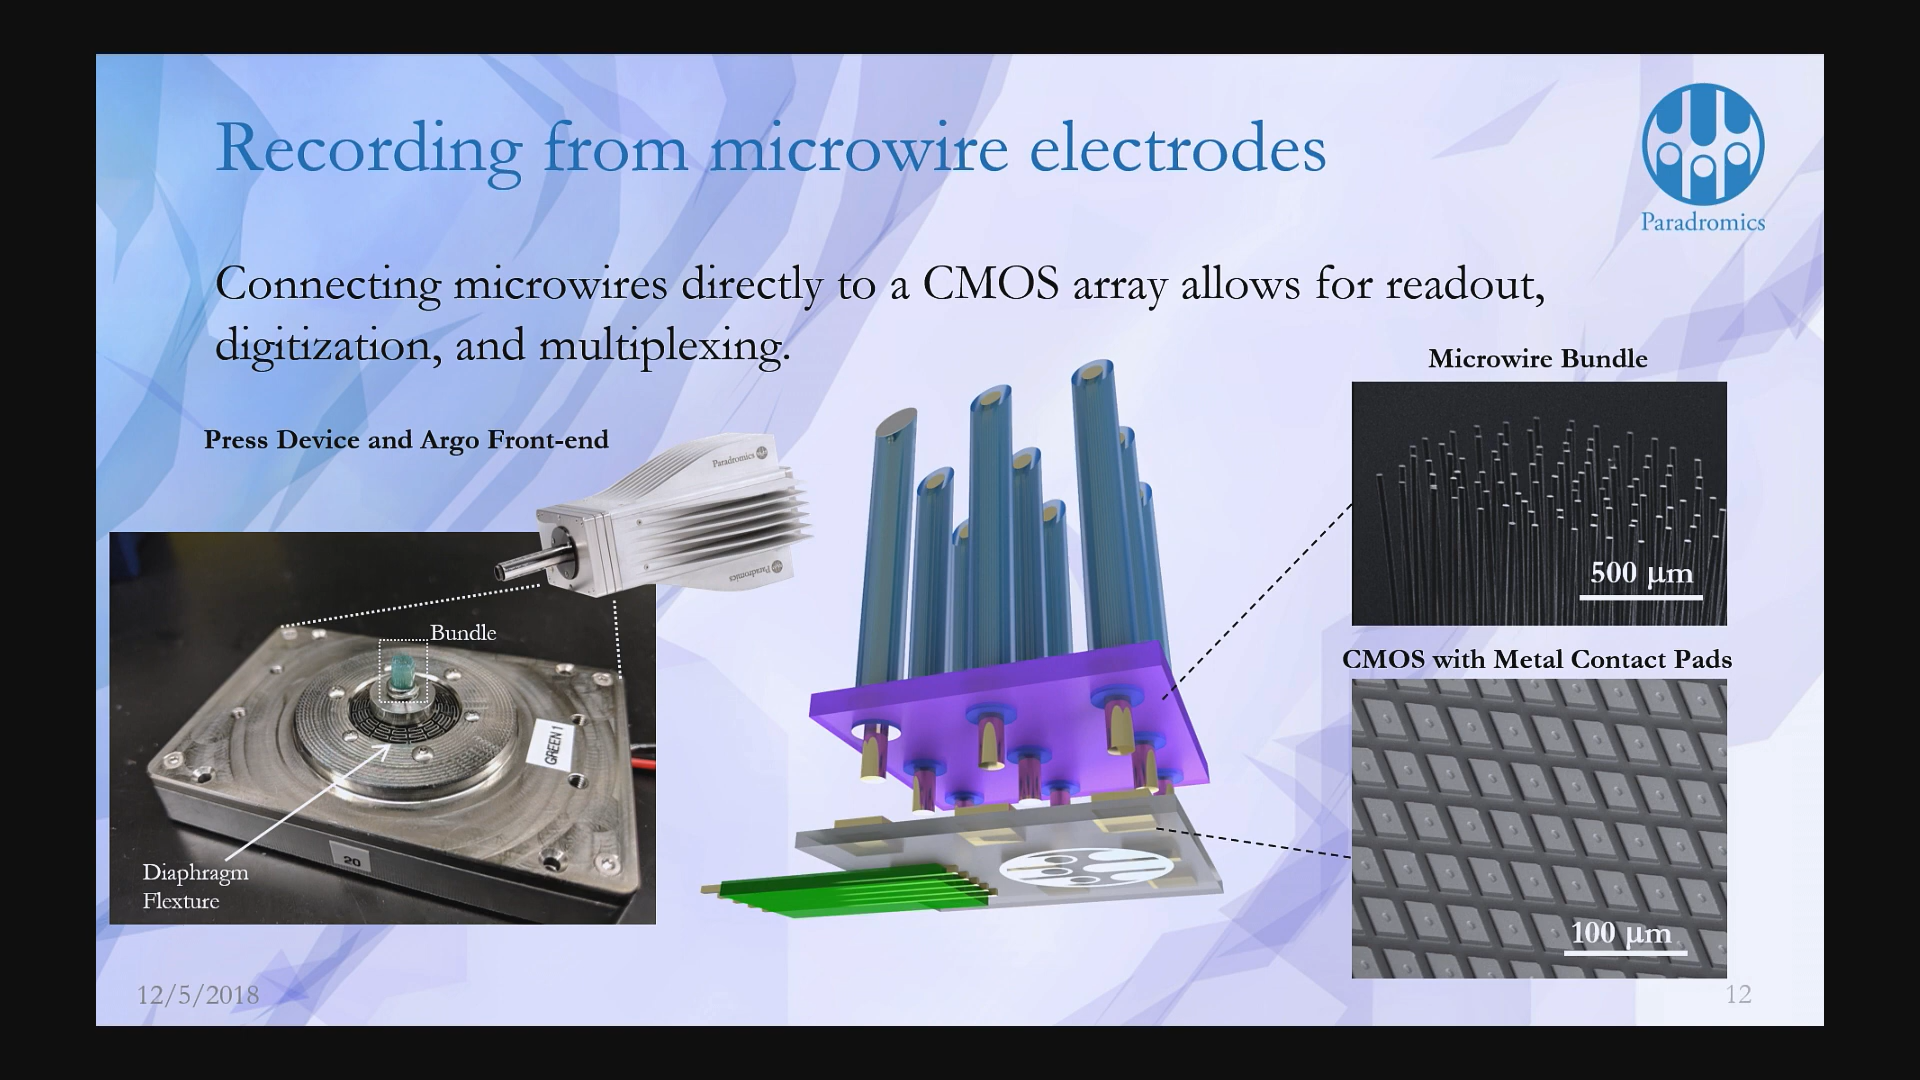 Recording from microwire electrodes
Paradromics
Connecting microwires directly to a CMOS array allows for readout,
digitization, and multiplexing.
Microwire Bundle
Press Device and Argo Front-end
Paradromics
Paradromics
500 µm
Bundle
CMOS with Metal Contact Pads
GREEN 1
20
Diaphragm
Flexture
100 µm
12/5/2018
12